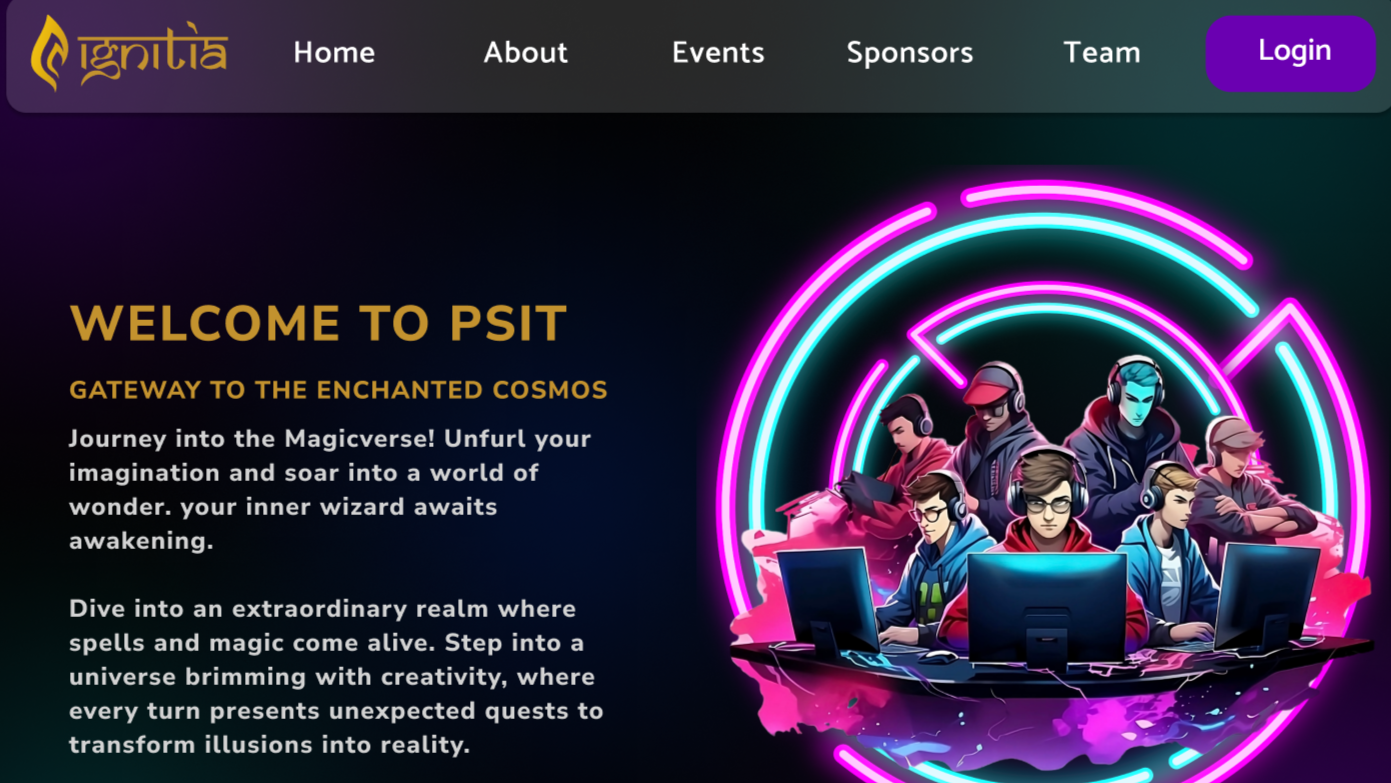 ignitia
Home
About
Events
Sponsors
Team
Login
WELCOME TO PSIT
GATEWAY TO THE ENCHANTED COSMOS
Journey into the Magicverse! Unfurl your
imagination and soar into a world of
wonder. your inner wizard awaits
awakening.
Dive into an extraordinary realm where
spells and magic come alive. Step into a
universe brimming with creativity, where
every turn presents unexpected quests to
transform illusions into reality.